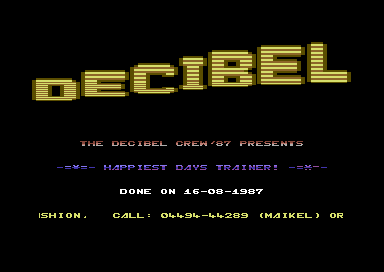 DECIBEL
THE DECIBEL CREW'87 PRESENTS
-=*=- HAPPIEST DAYS TRAINER! -=*=-
DONE ON 16-08-1987
ISHION,   CALL: 04494-44289 (MAIKEL) OR